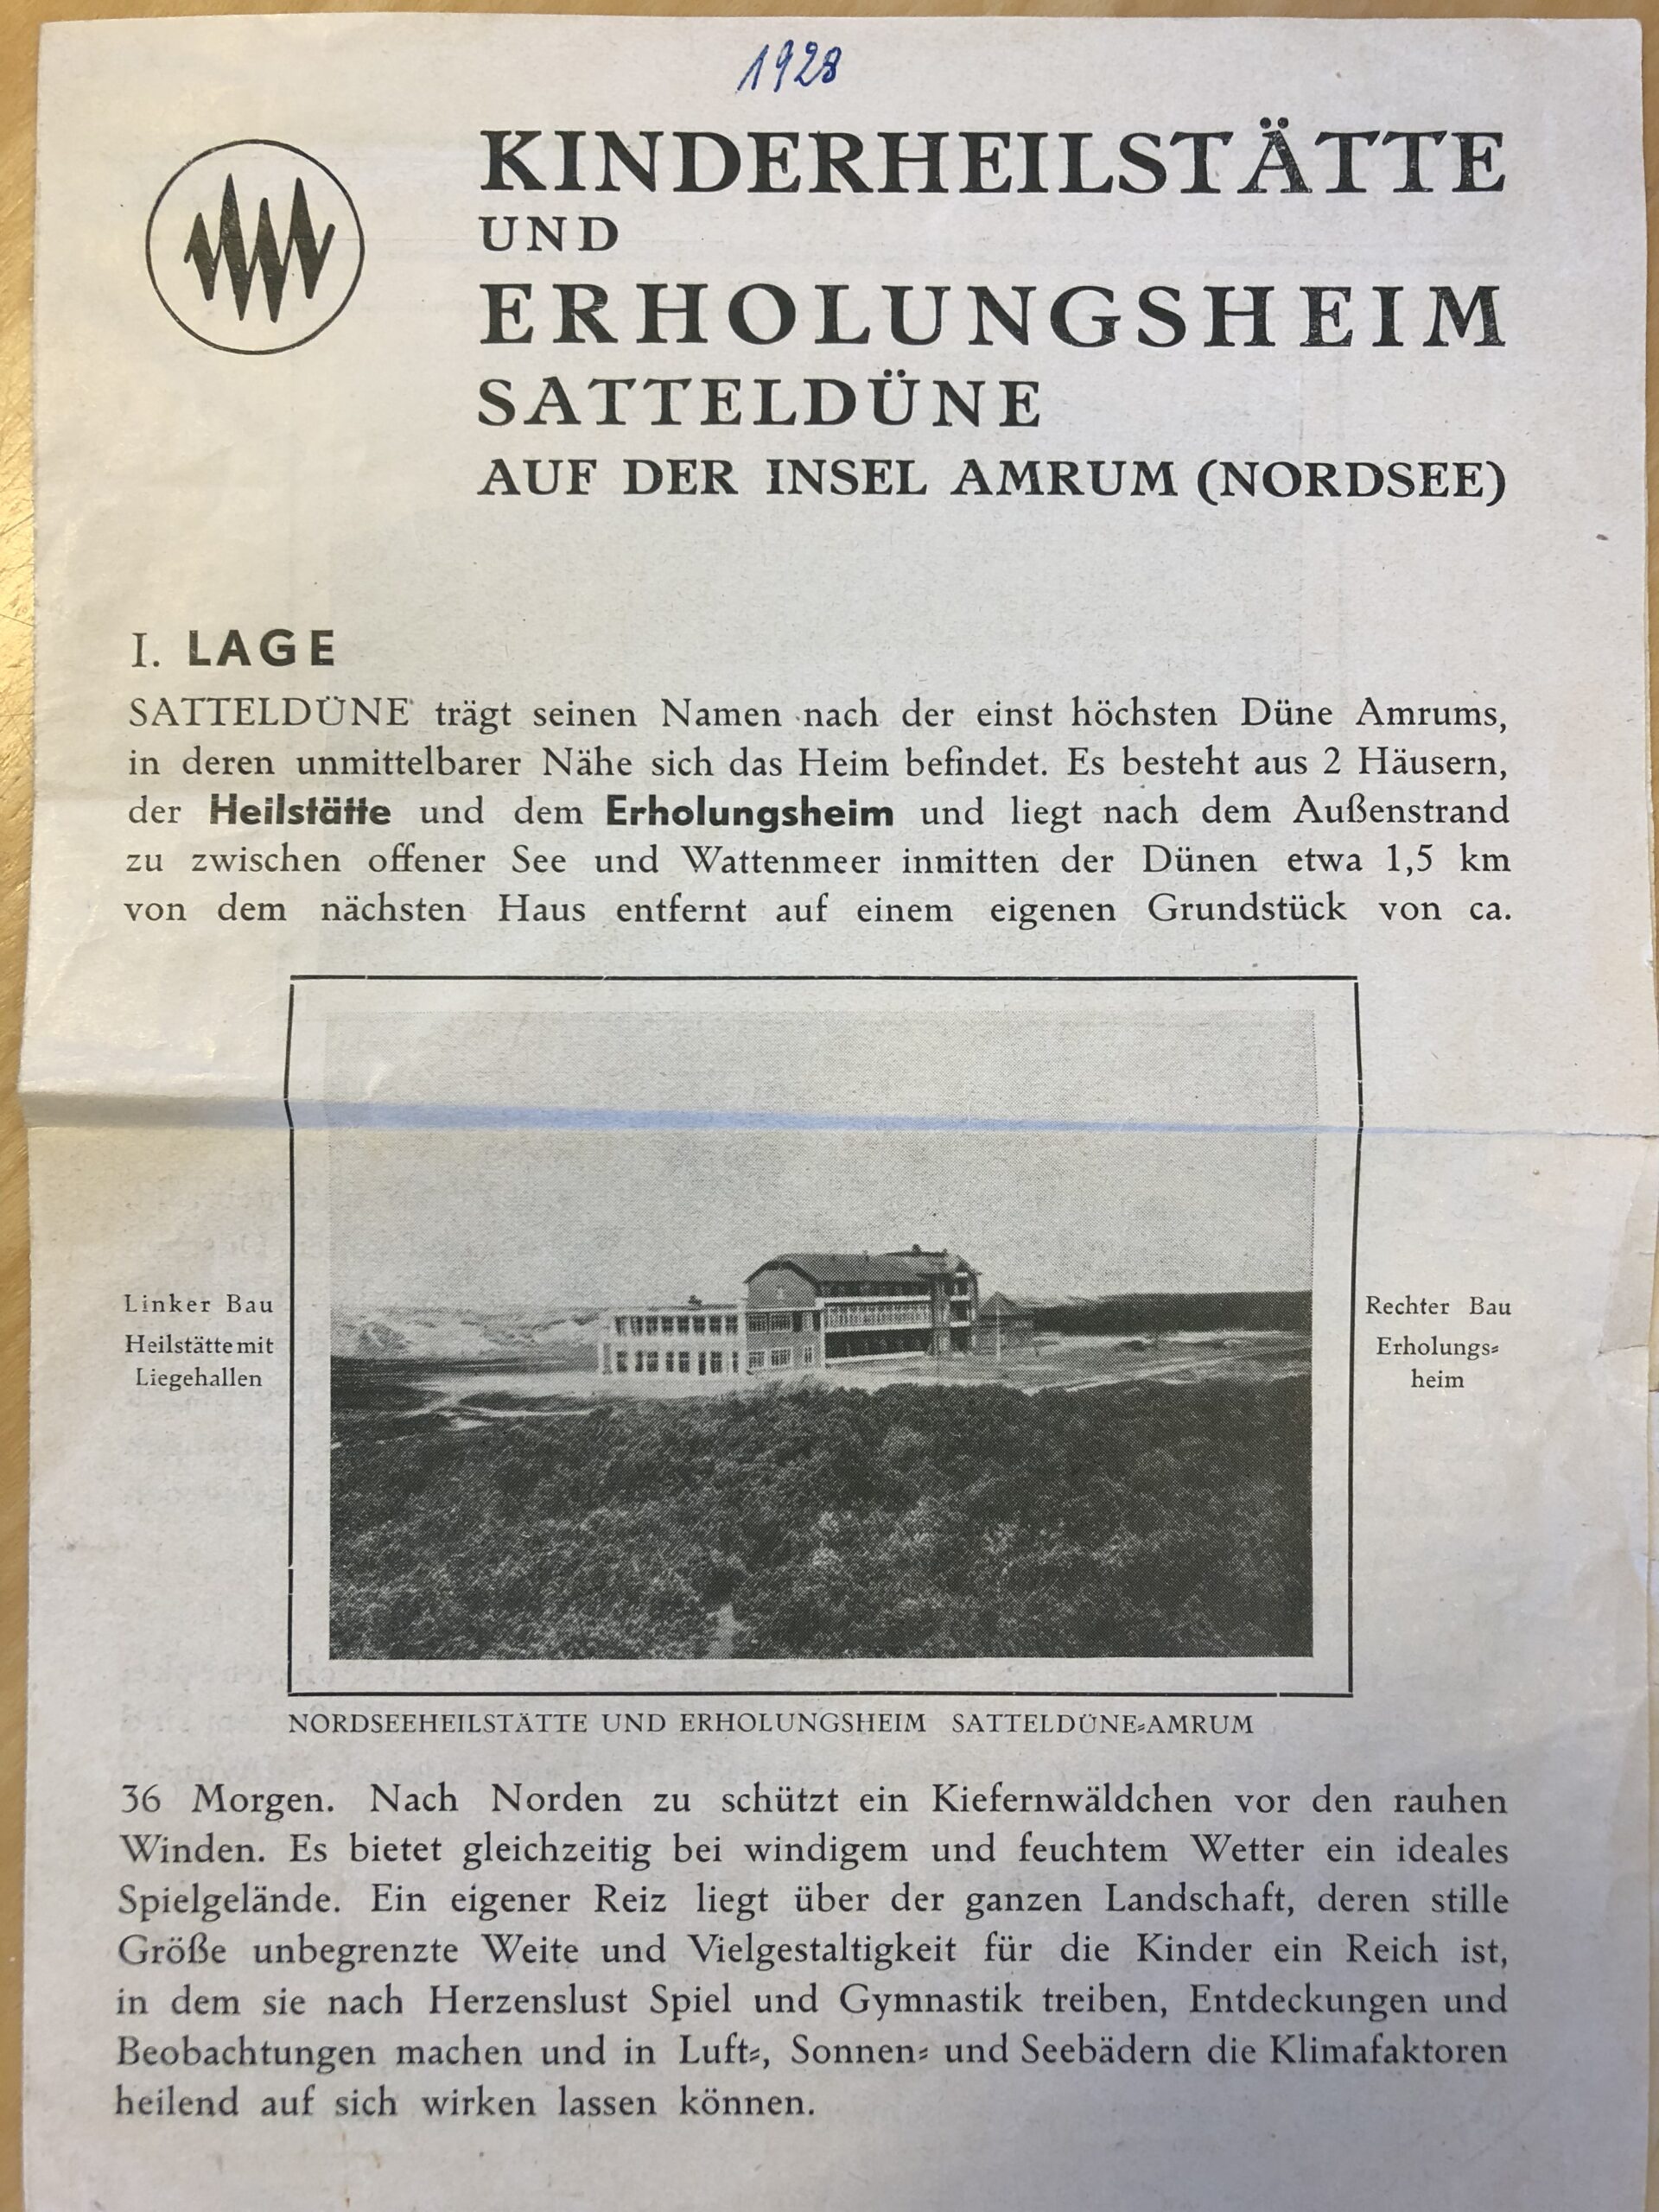 1928
KINDERHEILSTÄTTE
UND
ERHOLUNGSHEIM
SATTELDÜNE
AUF DER INSEL AMRUM (NORDSEE)
I. LAGE
SATTELDÜNE trägt seinen Namen nach der einst höchsten Düne Amrums,
in deren unmittelbarer Nähe sich das Heim befindet. Es besteht aus 2 Häusern,
der Heilstätte und dem Erholungsheim und liegt nach dem Außenstrand
zu zwischen offener See und Wattenmeer inmitten der Dünen etwa 1,5 km
von dem nächsten Haus entfernt auf einem eigenen Grundstück von ca.
Linker Bau
Heilstätte mit
Liegehallen
Rechter Bau
Erholungs-
heim
NORDSEEHEILSTÄTTE UND ERHOLUNGSHEIM SATTELDÜNE-AMRUM
36 Morgen. Nach Norden zu schützt ein Kiefernwäldchen vor den rauhen
Winden. Es bietet gleichzeitig bei windigem und feuchtem Wetter ein ideales
Spielgelände. Ein eigener Reiz liegt über der ganzen Landschaft, deren stille
Größe unbegrenzte Weite und Vielgestaltigkeit für die Kinder ein Reich ist,
in dem sie nach Herzenslust Spiel und Gymnastik treiben, Entdeckungen und
Beobachtungen machen und in Luft-, Sonnen- und Seebädern die Klimafaktoren
heilend auf sich wirken lassen können.